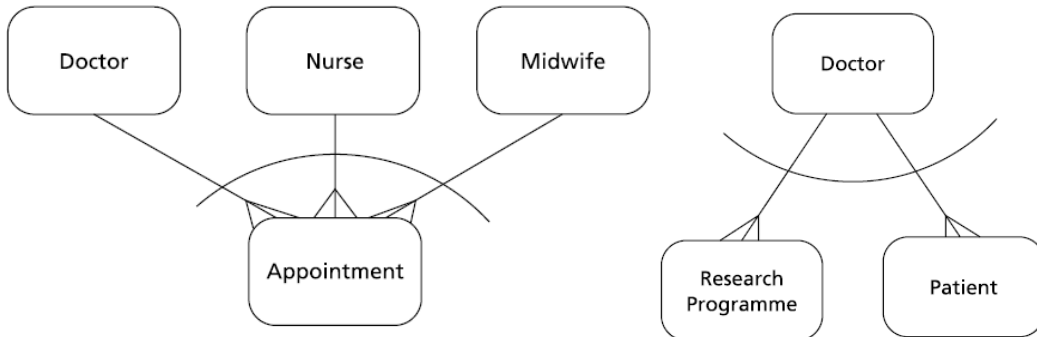 Doctor
Nurse
Midwife
Doctor
Appointment
Research
Programme
Patient